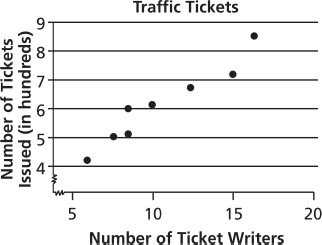 Traffic Tickets
Number of Tickets
Issued (in hundreds)
9
8
7
6
5
4
5 10 15 20
Number of Ticket Writers